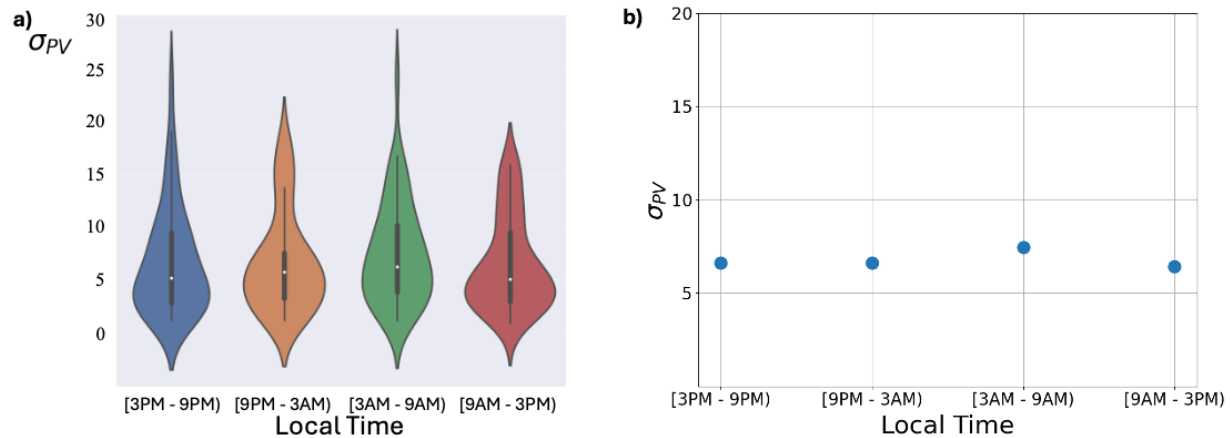 a)
σPV
30
25
20
15
10
5
0
[3PM - 9PM) [9PM - 3AM) [3AM - 9AM) [9AM - 3PM)
Local Time
b)
σPV
20
15
10
5
[3PM - 9PM) [9PM - 3AM) [3AM - 9AM) [9AM - 3PM)
Local Time